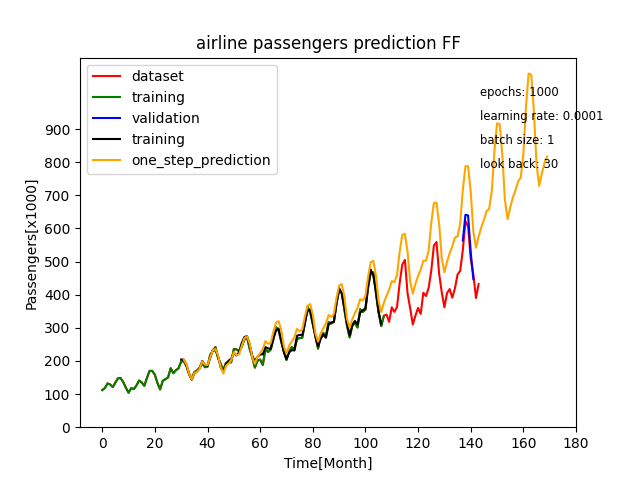 airline passengers prediction FF
dataset
training
validation
training
one_step_prediction
epochs: 1000
learning rate: 0.0001
batch size: 1
look back: 30
Passengers[x1000]
900
800
700
600
500
400
300
200
100
0
0 20 40 60 80 100 120 140 160 180
Time[Month]